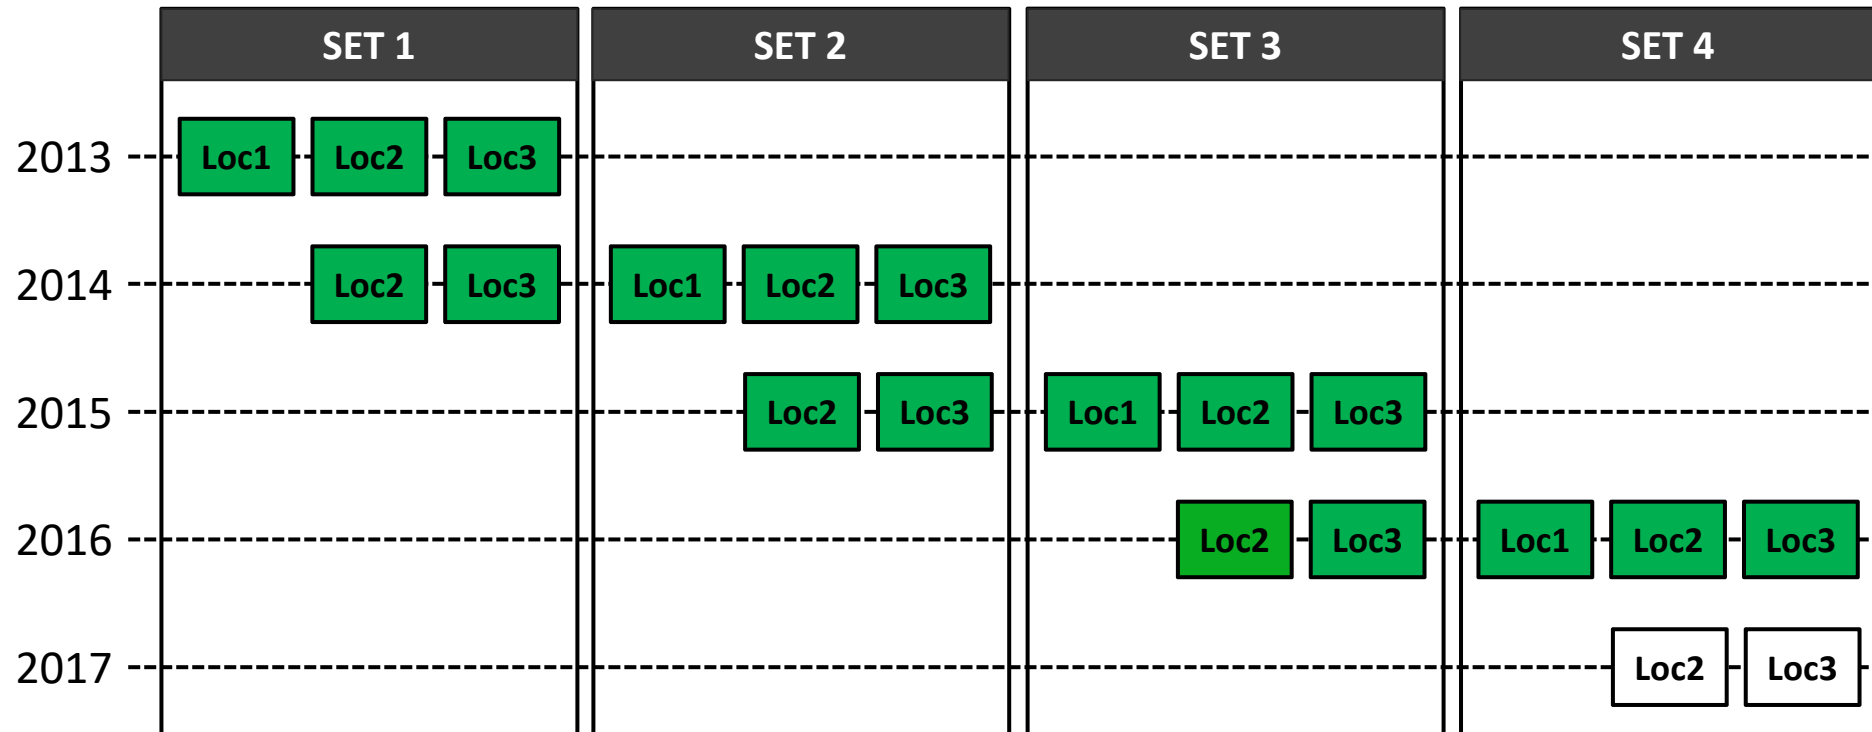 SET 1 SET 2 SET 3 SET 4
2013 Loc1 Loc2 Loc3
2014 Loc2 Loc3 Loc1 Loc2 Loc3
2015 Loc2 Loc3 Loc1 Loc2 Loc3
2016 Loc2 Loc3 Loc1 Loc2 Loc3
2017 Loc2 Loc3